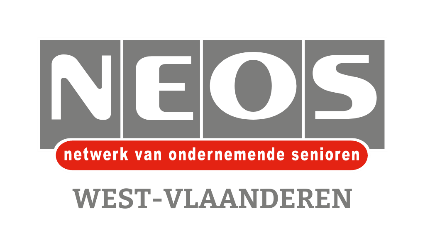 NEOS
netwerk van ondernemende senioren
WEST-VLAANDEREN